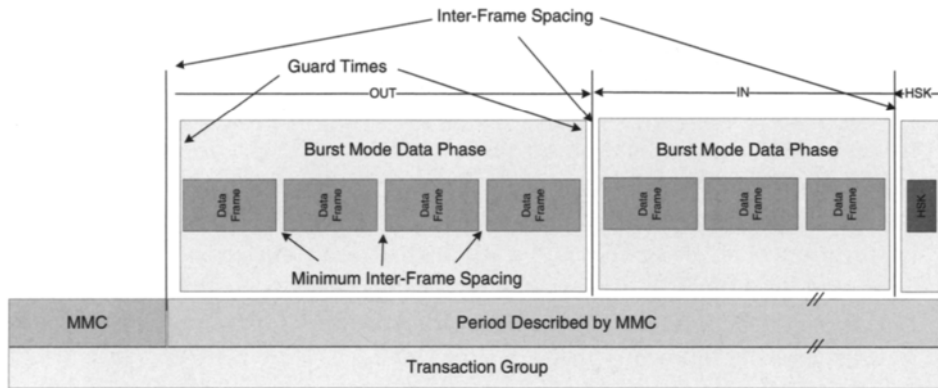 Inter-Frame Spacing
Guard Times
OUT
IN
HSK
Burst Mode Data Phase
Burst Mode Data Phase
Data
Frame
Data
Frame
Data
Frame
Data
Frame
Data
Frame
Data
Frame
Data
Frame
HSK
Minimum Inter-Frame Spacing
MMC
Period Described by MMC
Transaction Group